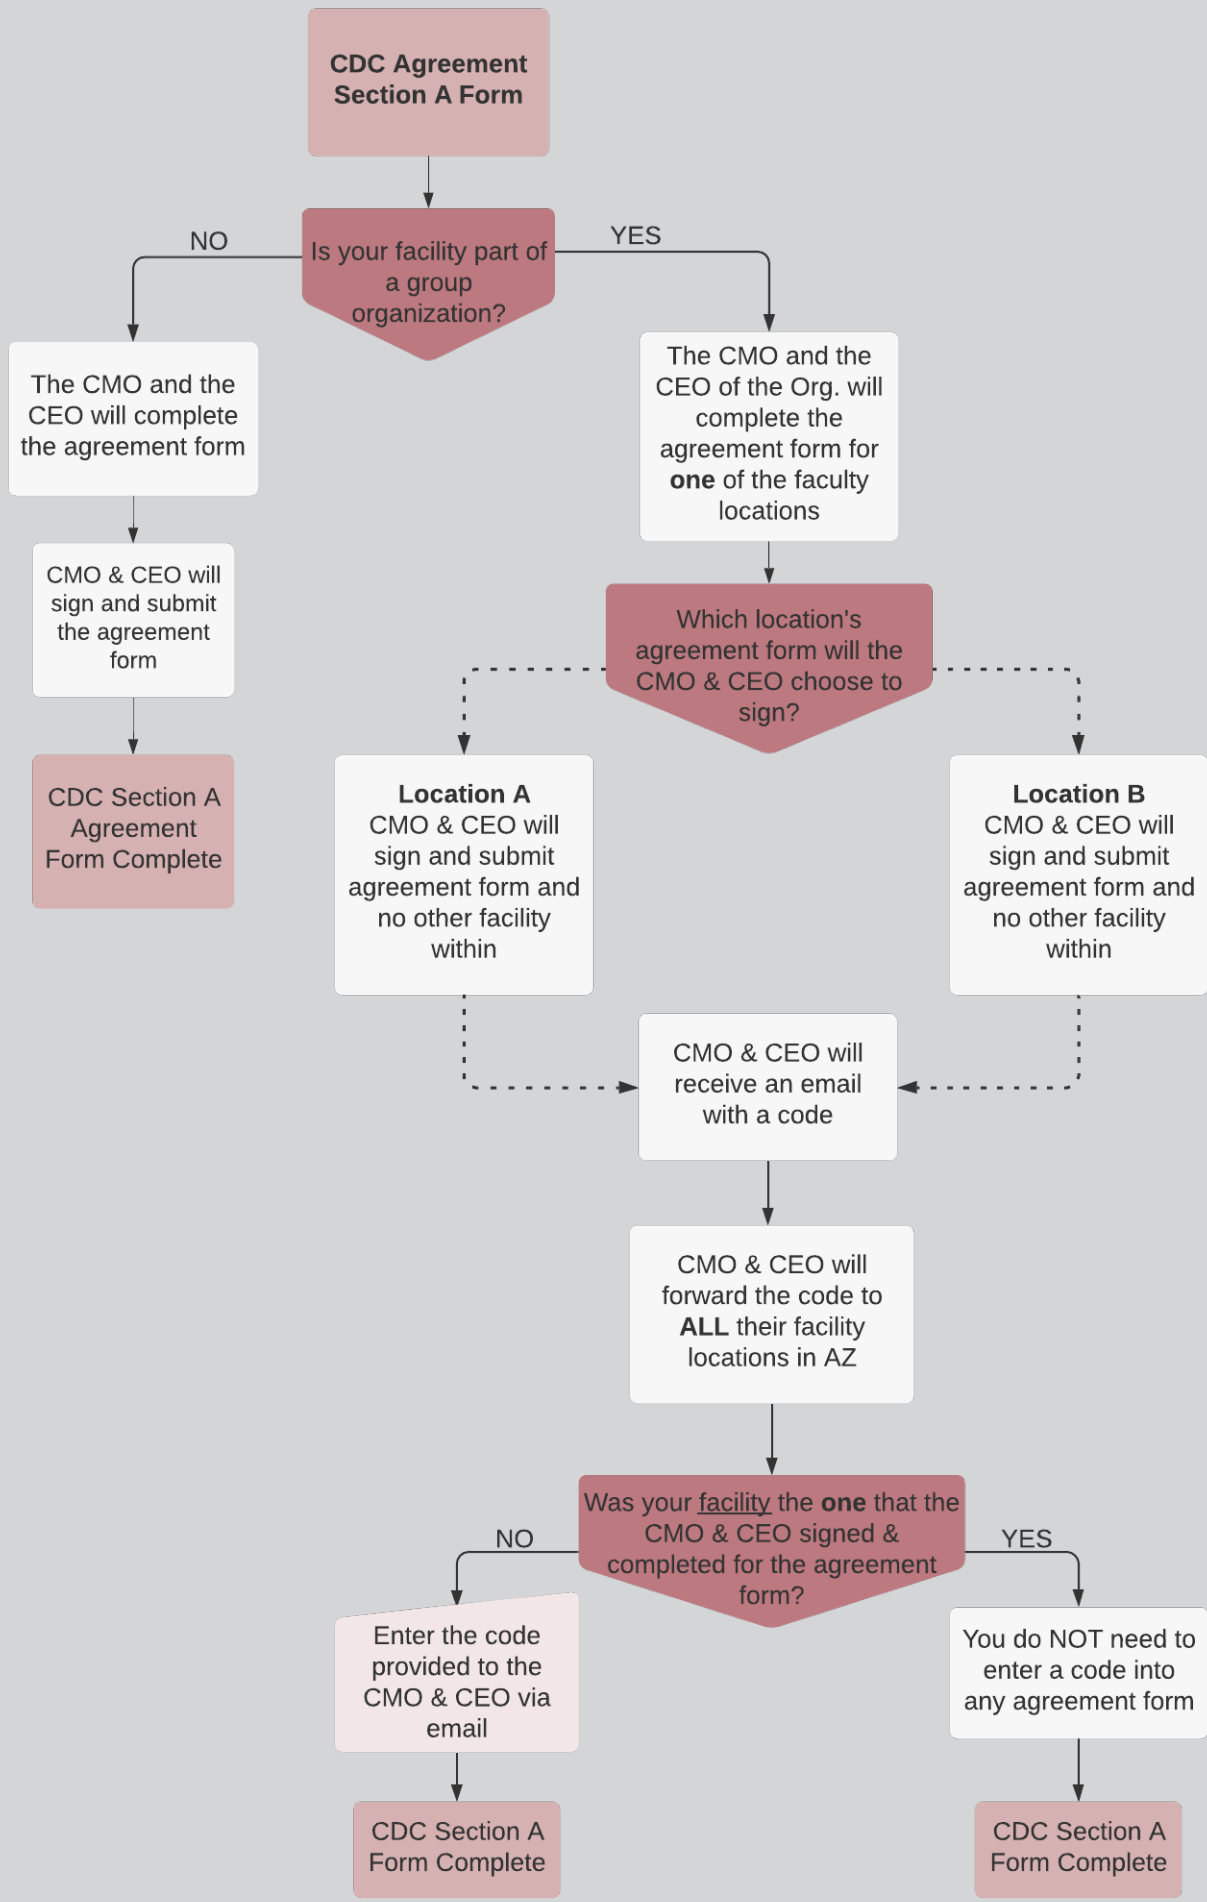 CDC Agreement
Section A Form
Is your facility part of
a group
organization?
NO
YES
The CMO and the
CEO will complete
the agreement form
CMO & CEO will
sign and submit
the agreement
form
CDC Section A
Agreement
Form Complete
The CMO and the
CEO of the Org. will
complete the
agreement form for
one of the faculty
locations
Which location's
agreement form will the
CMO & CEO choose to
sign?
Location A
CMO & CEO will
sign and submit
agreement form and
no other facility
within
Location B
CMO & CEO will
sign and submit
agreement form and
no other facility
within
CMO & CEO will
receive an email
with a code
CMO & CEO will
forward the code to
ALL their facility
locations in AZ
Was your facility the one that the
CMO & CEO signed &
completed for the agreement
form?
NO
YES
Enter the code
provided to the
CMO & CEO via
email
You do NOT need to
enter a code into
any agreement form
CDC Section A
Form Complete
CDC Section A
Form Complete